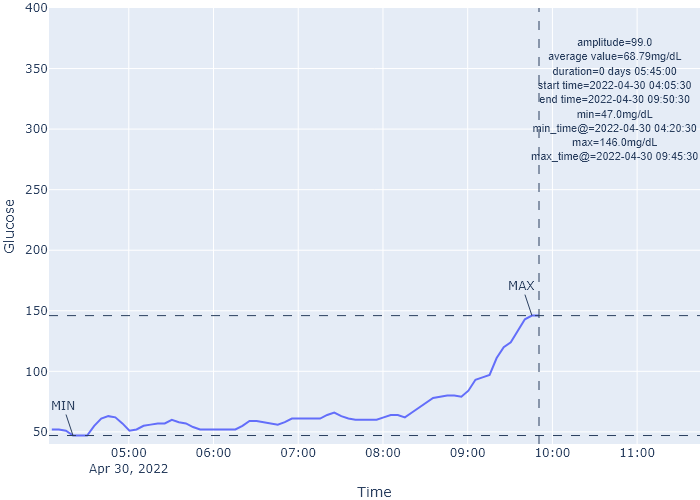 400
350
300
250
200
150
100
50
Glucose
amplitude=99.0
average value=68.79mg/dL
duration=0 days 05:45:00
start time=2022-04-30 04:05:30
end time=2022-04-30 09:50:30
min=47.0mg/dL
min_time@=2022-04-30 04:20:30
max=146.0mg/dL
max_time@=2022-04-30 09:45:30
MAX
MIN
05:00 06:00 07:00 08:00 09:00 10:00 11:00
Apr 30, 2022
Time